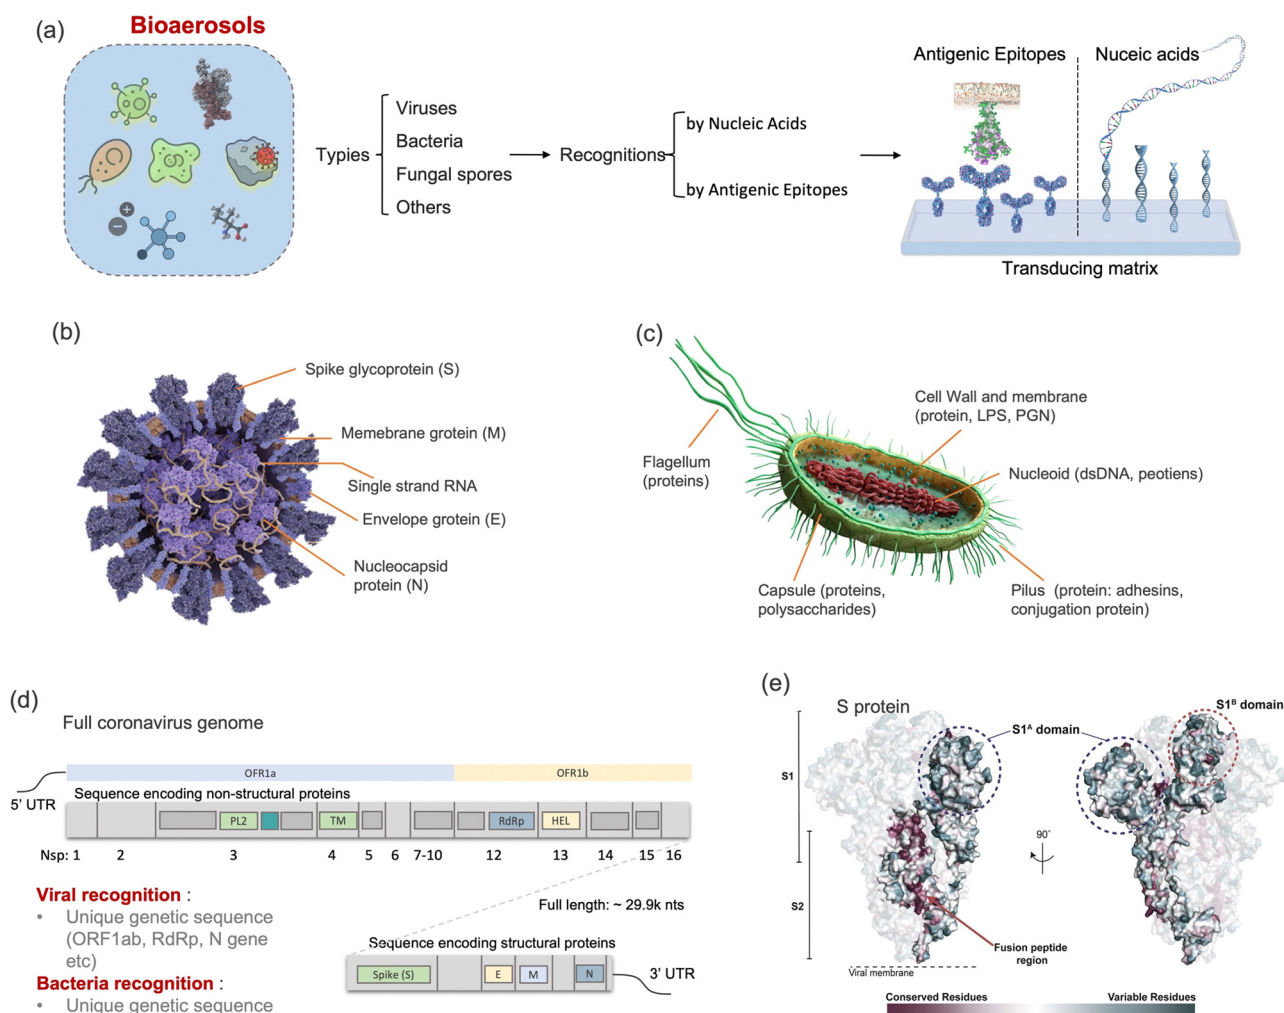 (a)
Bioaerosols
Typies
Viruses
Bacteria
Fungal spores
Others
Recognitions
by Nucleic Acids
by Antigenic Epitopes
Antigenic Epitopes
Nuceic acids
Transducing matrix
(b)
Spike glycoprotein (S)
Memebrane grotein (M)
Single strand RNA
Envelope grotein (E)
Nucleocapsid
protein (N)
(c)
Flagellum
(proteins)
Cell Wall and membrane
(protein, LPS, PGN)
Nucleoid (dsDNA, peotiens)
Capsule (proteins,
polysaccharides)
Pilus (protein: adhesins,
conjugation protein)
(d)
Full coronavirus genome
OFR1a
OFR1b
5' UTR
Sequence encoding non-structural proteins
PL2
TM
RdRp
HEL
Nsp: 1 2 3 4 5 6 7-10 12 13 14 15 16
Viral recognition :
• Unique genetic sequence
(ORF1ab, RdRp, N gene
etc)
Bacteria recognition :
• Unique genetic sequence
Full length: ~ 29.9k nts
Sequence encoding structural proteins
Spike (S)
E
M
N
3' UTR
(e)
S protein
S1ᴬ domain
S1ᴮ domain
S1
S2
90°
Fusion peptide
region
Viral membrane
Conserved Residues
Variable Residues